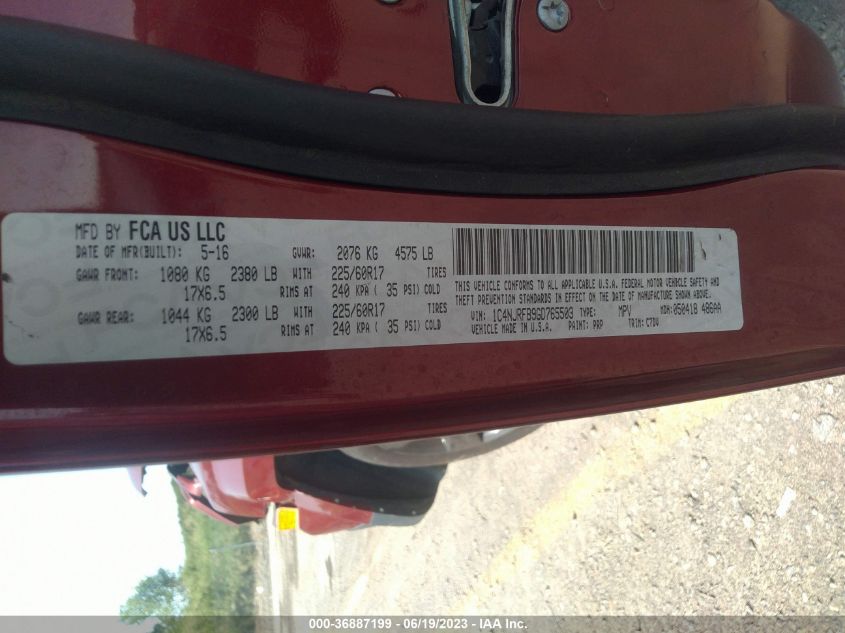 MFD BY FCA US LLC
DATE OF MFR(BUILT): 5-16 GVWR: 2076 KG 4575 LB
GAWR FRONT: 1080 KG 2380 LB WITH 225/60R17 TIRES
17X6.5 RIMS AT 240 KPA ( 35 PSI) COLD
GAWR REAR: 1044 KG 2300 LB WITH 225/60R17 TIRES
17X6.5 RIMS AT 240 KPA ( 35 PSI) COLD
THIS VEHICLE CONFORMS TO ALL APPLICABLE U.S.A. FEDERAL MOTOR VEHICLE SAFETY AND
THEFT PREVENTION STANDARDS IN EFFECT ON THE DATE OF MANUFACTURE SHOWN ABOVE.
VIN: 1C4NJRFB9GD765503 TYPE: MPV MDH: 050418 486AA
VEHICLE MADE IN U.S.A. PAINT: PRP TRIM: C7DV
000-36887199 - 06/19/2023 - IAA Inc.